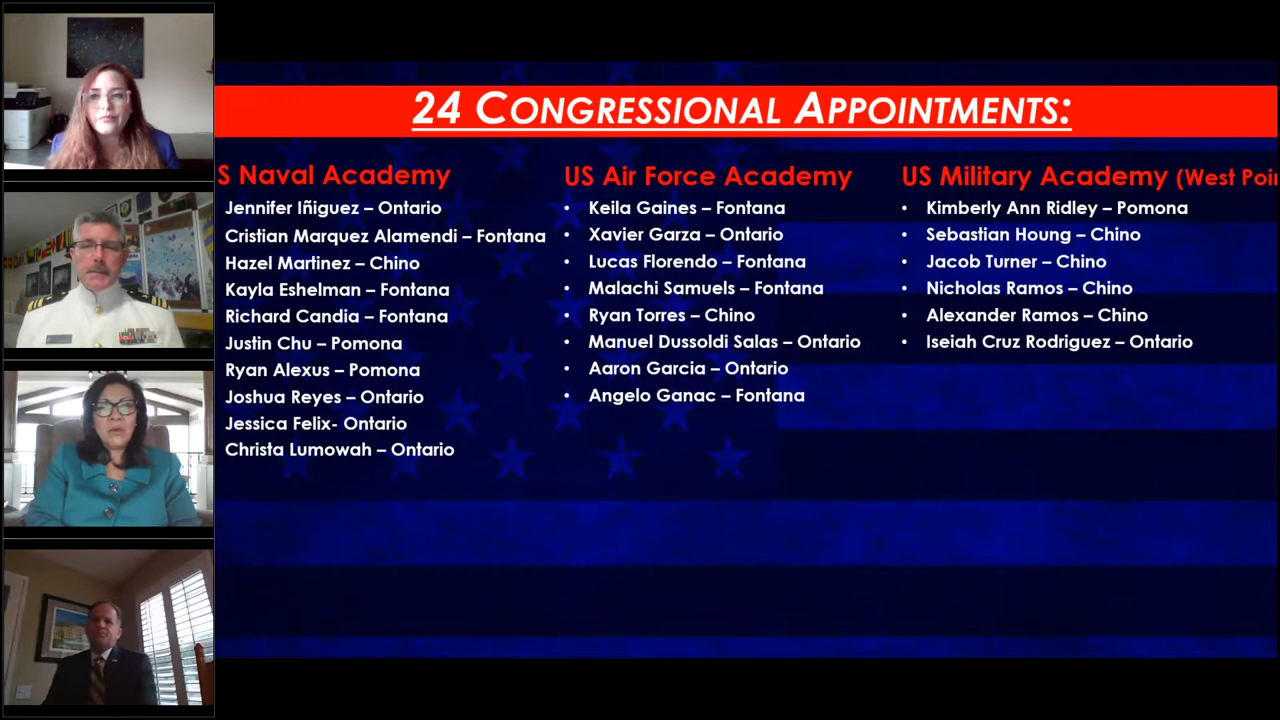 24 CONGRESSIONAL APPOINTMENTS:
S Naval Academy
Jennifer Iñiguez – Ontario
Cristian Marquez Alamendi – Fontana
Hazel Martinez – Chino
Kayla Eshelman – Fontana
Richard Candia – Fontana
Justin Chu – Pomona
Ryan Alexus – Pomona
Joshua Reyes – Ontario
Jessica Felix- Ontario
Christa Lumowah – Ontario
US Air Force Academy
• Keila Gaines – Fontana
• Xavier Garza – Ontario
• Lucas Florendo – Fontana
• Malachi Samuels – Fontana
• Ryan Torres – Chino
• Manuel Dussoldi Salas – Ontario
• Aaron Garcia – Ontario
• Angelo Ganac – Fontana
US Military Academy (West Poin
• Kimberly Ann Ridley – Pomona
• Sebastian Houng – Chino
• Jacob Turner – Chino
• Nicholas Ramos – Chino
• Alexander Ramos – Chino
• Iseiah Cruz Rodriguez – Ontario